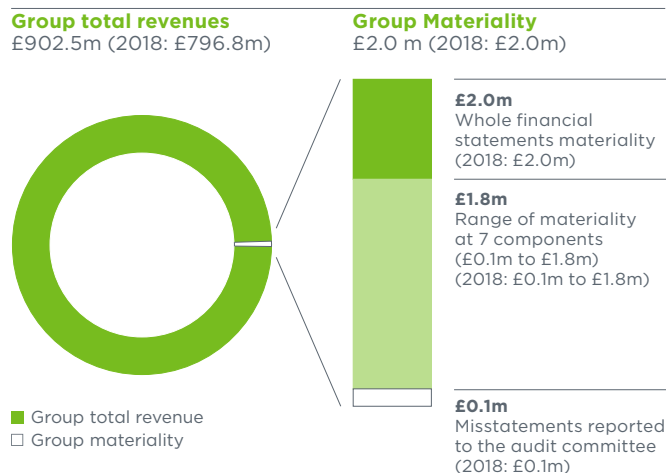 Group total revenues
£902.5m (2018: £796.8m)
Group Materiality
£2.0 m (2018: £2.0m)
£2.0m
Whole financial
statements materiality
(2018: £2.0m)
£1.8m
Range of materiality
at 7 components
(£0.1m to £1.8m)
(2018: £0.1m to £1.8m)
£0.1m
Misstatements reported
to the audit committee
(2018: £0.1m)
Group total revenue
Group materiality